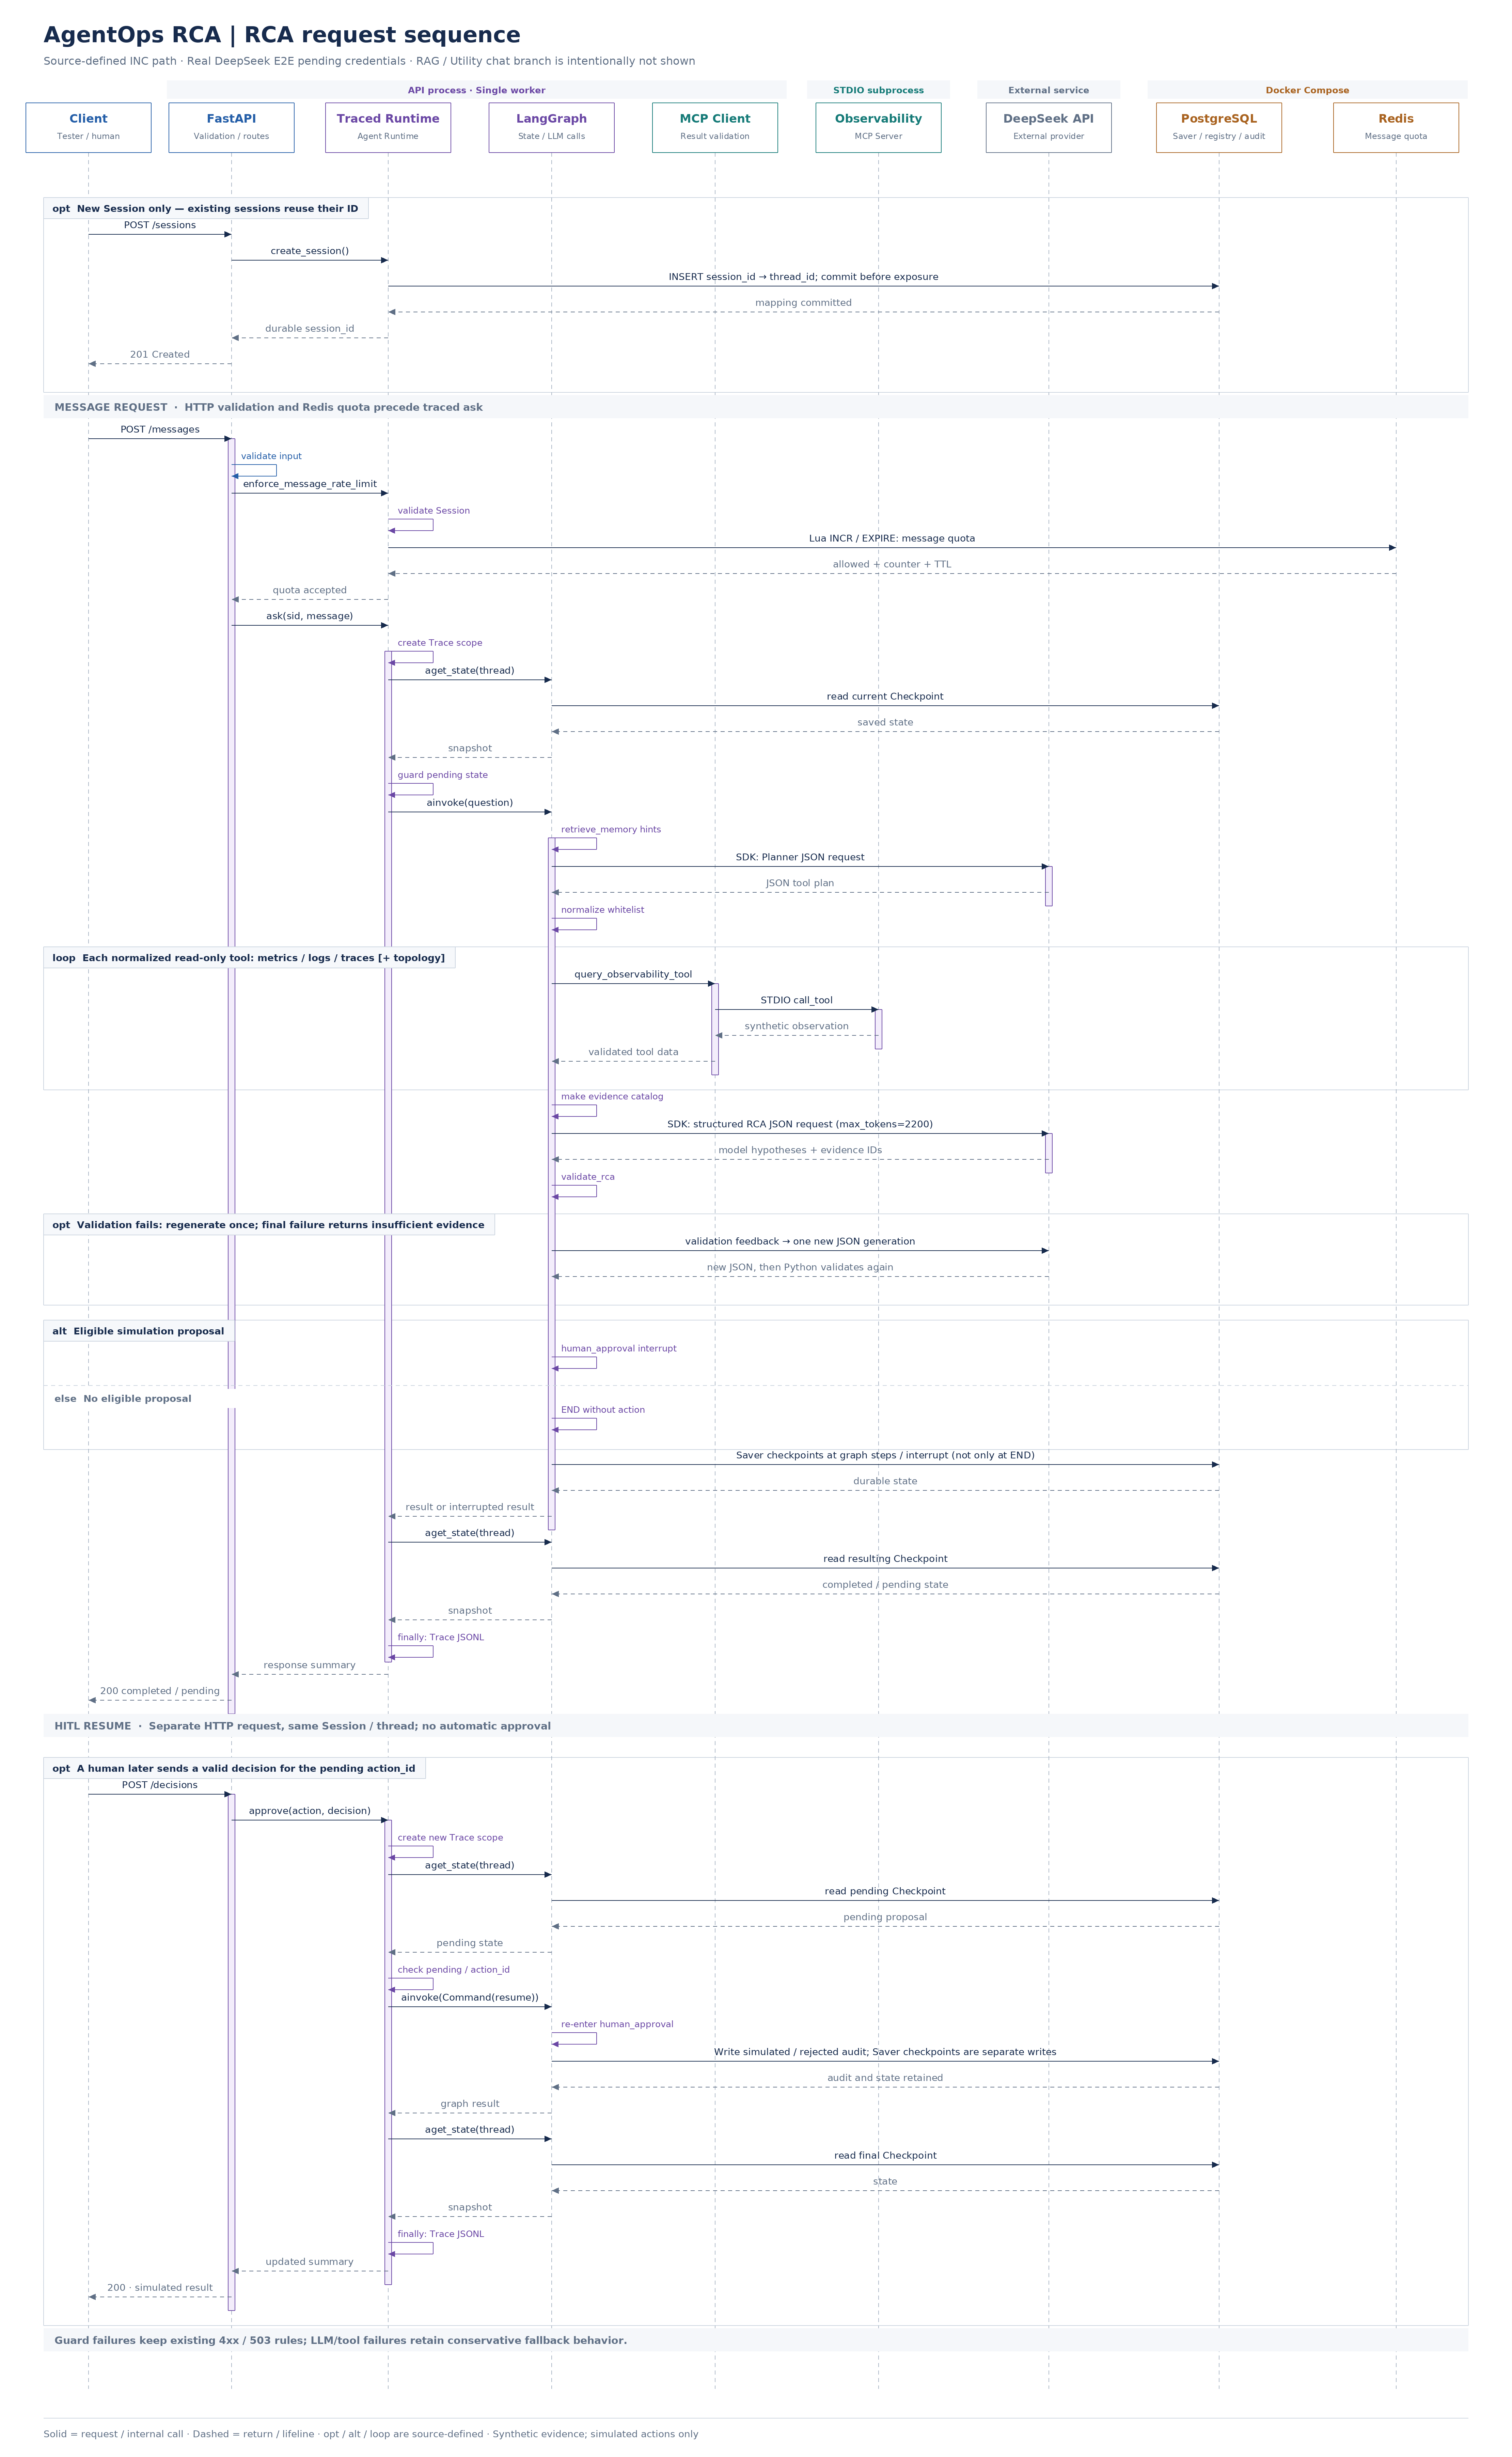 AgentOps RCA | RCA request sequence
Source-defined INC path · Real DeepSeek E2E pending credentials · RAG / Utility chat branch is intentionally not shown
API process · Single worker
STDIO subprocess
External service
Docker Compose
Client
Tester / human
FastAPI
Validation / routes
Traced Runtime
Agent Runtime
LangGraph
State / LLM calls
MCP Client
Result validation
Observability
MCP Server
DeepSeek API
External provider
PostgreSQL
Saver / registry / audit
Redis
Message quota
opt New Session only — existing sessions reuse their ID
POST /sessions
create_session()
INSERT session_id → thread_id; commit before exposure
mapping committed
durable session_id
201 Created
MESSAGE REQUEST · HTTP validation and Redis quota precede traced ask
POST /messages
validate input
enforce_message_rate_limit
validate Session
Lua INCR / EXPIRE: message quota
allowed + counter + TTL
quota accepted
ask(sid, message)
create Trace scope
aget_state(thread)
read current Checkpoint
saved state
snapshot
guard pending state
ainvoke(question)
retrieve_memory hints
SDK: Planner JSON request
JSON tool plan
normalize whitelist
loop Each normalized read-only tool: metrics / logs / traces [+ topology]
query_observability_tool
STDIO call_tool
synthetic observation
validated tool data
make evidence catalog
SDK: structured RCA JSON request (max_tokens=2200)
model hypotheses + evidence IDs
validate_rca
opt Validation fails: regenerate once; final failure returns insufficient evidence
validation feedback → one new JSON generation
new JSON, then Python validates again
alt Eligible simulation proposal
human_approval interrupt
else No eligible proposal
END without action
Saver checkpoints at graph steps / interrupt (not only at END)
durable state
result or interrupted result
aget_state(thread)
read resulting Checkpoint
completed / pending state
snapshot
finally: Trace JSONL
response summary
200 completed / pending
HITL RESUME · Separate HTTP request, same Session / thread; no automatic approval
opt A human later sends a valid decision for the pending action_id
POST /decisions
approve(action, decision)
create new Trace scope
aget_state(thread)
read pending Checkpoint
pending proposal
pending state
check pending / action_id
ainvoke(Command(resume))
re-enter human_approval
Write simulated / rejected audit; Saver checkpoints are separate writes
audit and state retained
graph result
aget_state(thread)
read final Checkpoint
state
snapshot
finally: Trace JSONL
updated summary
200 · simulated result
Guard failures keep existing 4xx / 503 rules; LLM/tool failures retain conservative fallback behavior.
Solid = request / internal call · Dashed = return / lifeline · opt / alt / loop are source-defined · Synthetic evidence; simulated actions only